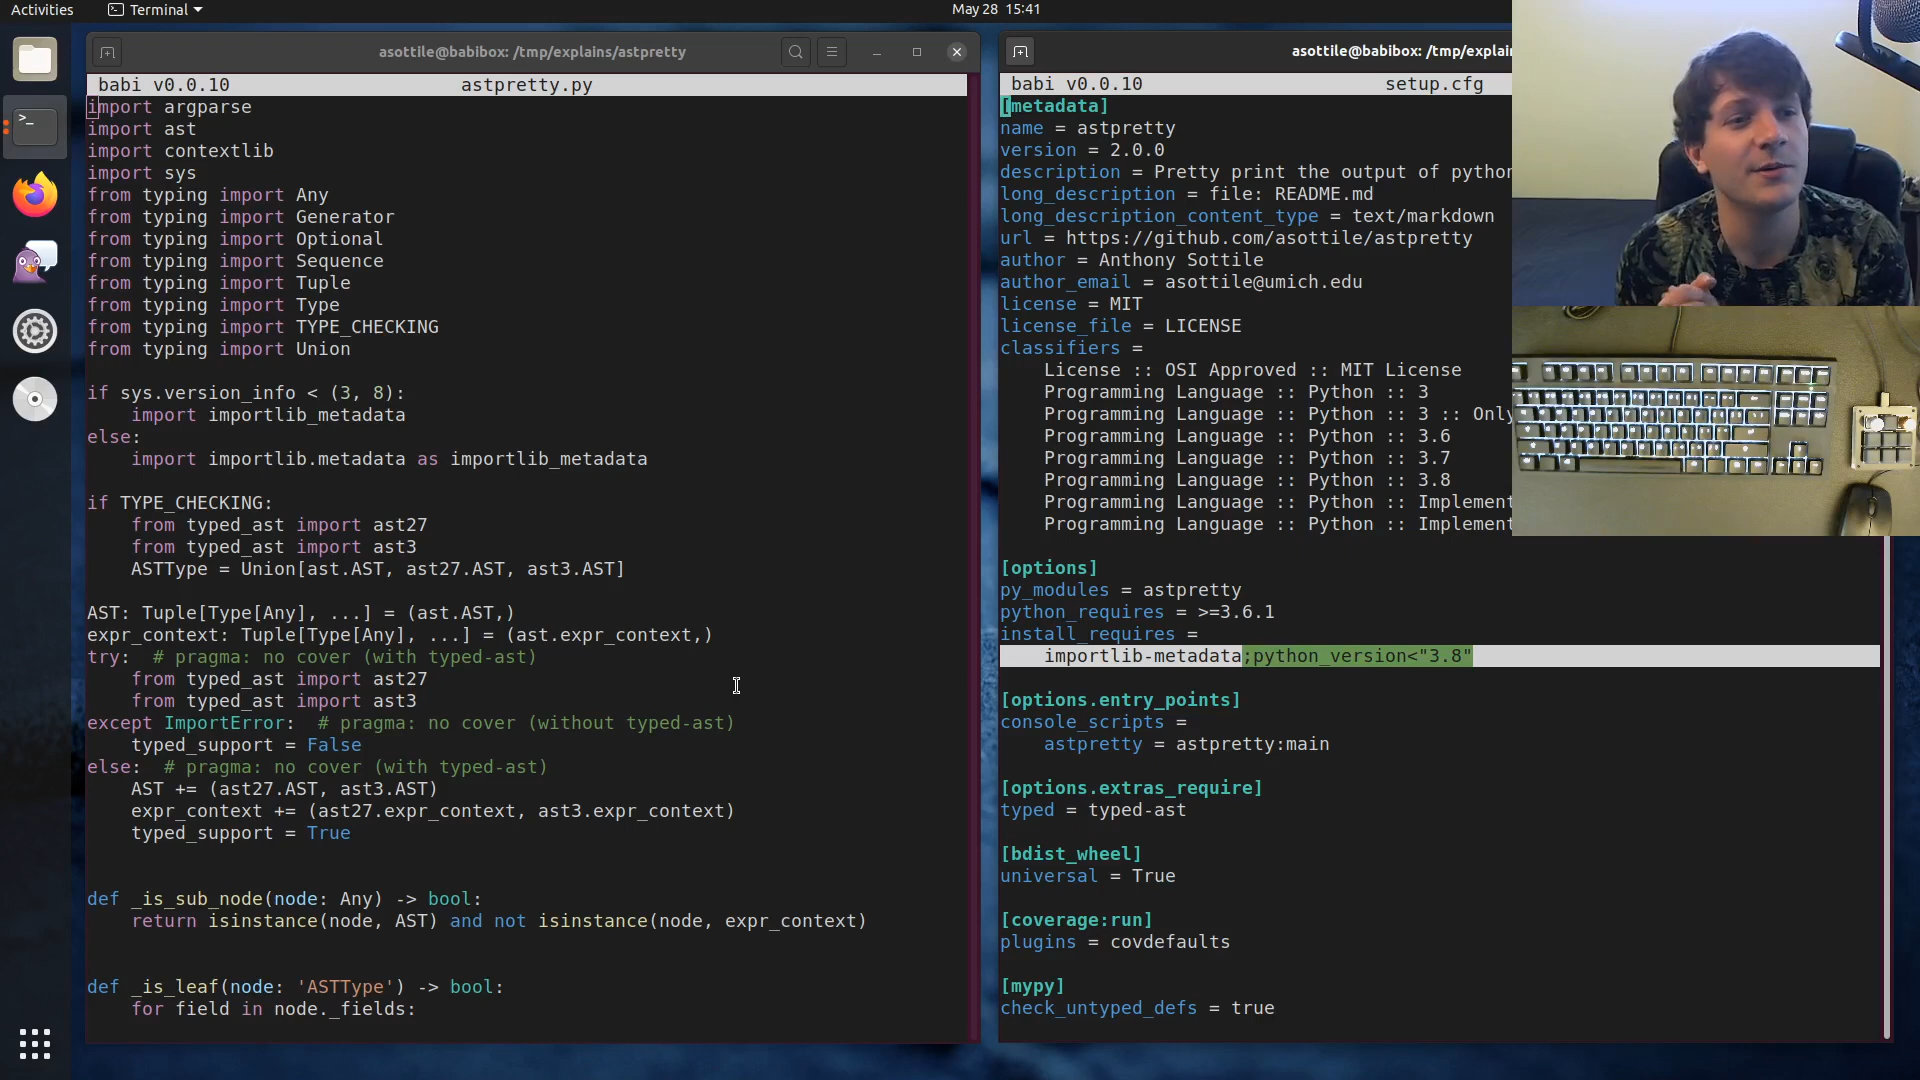 Activities
Terminal
May 28 15:41
asottile@babibox: /tmp/explains/astpretty
babi v0.0.10 astpretty.py
import argparse
import ast
import contextlib
import sys
from typing import Any
from typing import Generator
from typing import Optional
from typing import Sequence
from typing import Tuple
from typing import Type
from typing import TYPE_CHECKING
from typing import Union
if sys.version_info < (3, 8):
    import importlib_metadata
else:
    import importlib.metadata as importlib_metadata
if TYPE_CHECKING:
    from typed_ast import ast27
    from typed_ast import ast3
    ASTType = Union[ast.AST, ast27.AST, ast3.AST]
AST: Tuple[Type[Any], ...] = (ast.AST,)
expr_context: Tuple[Type[Any], ...] = (ast.expr_context,)
try:  # pragma: no cover (with typed-ast)
    from typed_ast import ast27
    from typed_ast import ast3
except ImportError:  # pragma: no cover (without typed-ast)
    typed_support = False
else:  # pragma: no cover (with typed-ast)
    AST += (ast27.AST, ast3.AST)
    expr_context += (ast27.expr_context, ast3.expr_context)
    typed_support = True
def _is_sub_node(node: Any) -> bool:
    return isinstance(node, AST) and not isinstance(node, expr_context)
def _is_leaf(node: 'ASTType') -> bool:
    for field in node._fields:
asottile@babibox: /tmp/explain
babi v0.0.10 setup.cfg
[metadata]
name = astpretty
version = 2.0.0
description = Pretty print the output of python
long_description = file: README.md
long_description_content_type = text/markdown
url = https://github.com/asottile/astpretty
author = Anthony Sottile
author_email = asottile@umich.edu
license = MIT
license_file = LICENSE
classifiers =
    License :: OSI Approved :: MIT License
    Programming Language :: Python :: 3
    Programming Language :: Python :: 3 :: Only
    Programming Language :: Python :: 3.6
    Programming Language :: Python :: 3.7
    Programming Language :: Python :: 3.8
    Programming Language :: Python :: Implement
    Programming Language :: Python :: Implement
[options]
py_modules = astpretty
python_requires = >=3.6.1
install_requires =
    importlib-metadata;python_version<"3.8"
[options.entry_points]
console_scripts =
    astpretty = astpretty:main
[options.extras_require]
typed = typed-ast
[bdist_wheel]
universal = True
[coverage:run]
plugins = covdefaults
[mypy]
check_untyped_defs = true